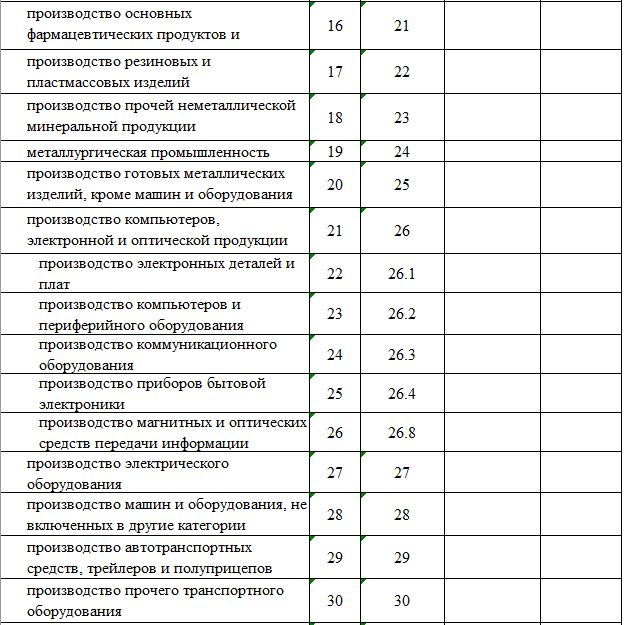 производство основных
фармацевтических продуктов и
16 21
производство резиновых и
пластмассовых изделий
17 22
производство прочей неметаллической
минеральной продукции
18 23
металлургическая промышленность 19 24
производство готовых металлических
изделий, кроме машин и оборудования
20 25
производство компьютеров,
электронной и оптической продукции
21 26
производство электронных деталей и
плат
22 26.1
производство компьютеров и
периферийного оборудования
23 26.2
производство коммуникационного
оборудования
24 26.3
производство приборов бытовой
электроники
25 26.4
производство магнитных и оптических
средств передачи информации
26 26.8
производство электрического
оборудования
27 27
производство машин и оборудования, не
включенных в другие категории
28 28
производство автотранспортных
средств, трейлеров и полуприцепов
29 29
производство прочего транспортного
оборудования
30 30